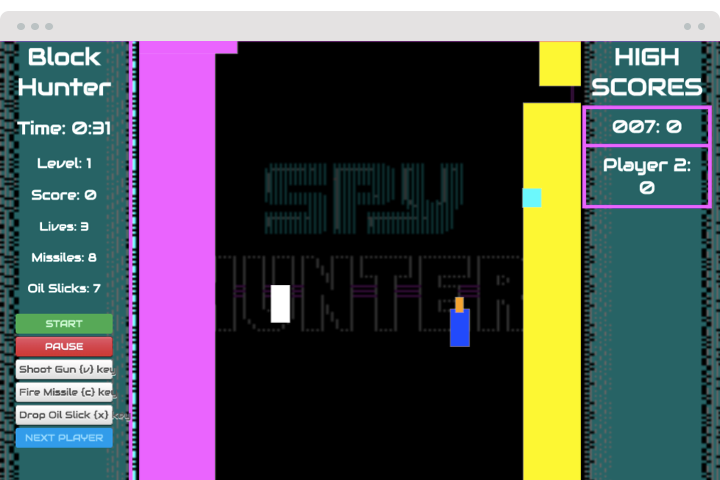 Block
Hunter
Time: 0:31
Level: 1
Score: 0
Lives: 3
Missiles: 8
Oil Slicks: 7
START
PAUSE
Shoot Gun (v) key
Fire Missile (c) key
Drop Oil Slick (x) key
NEXT PLAYER
SPY
HUNTER
HIGH
SCORES
007: 0
Player 2:
0